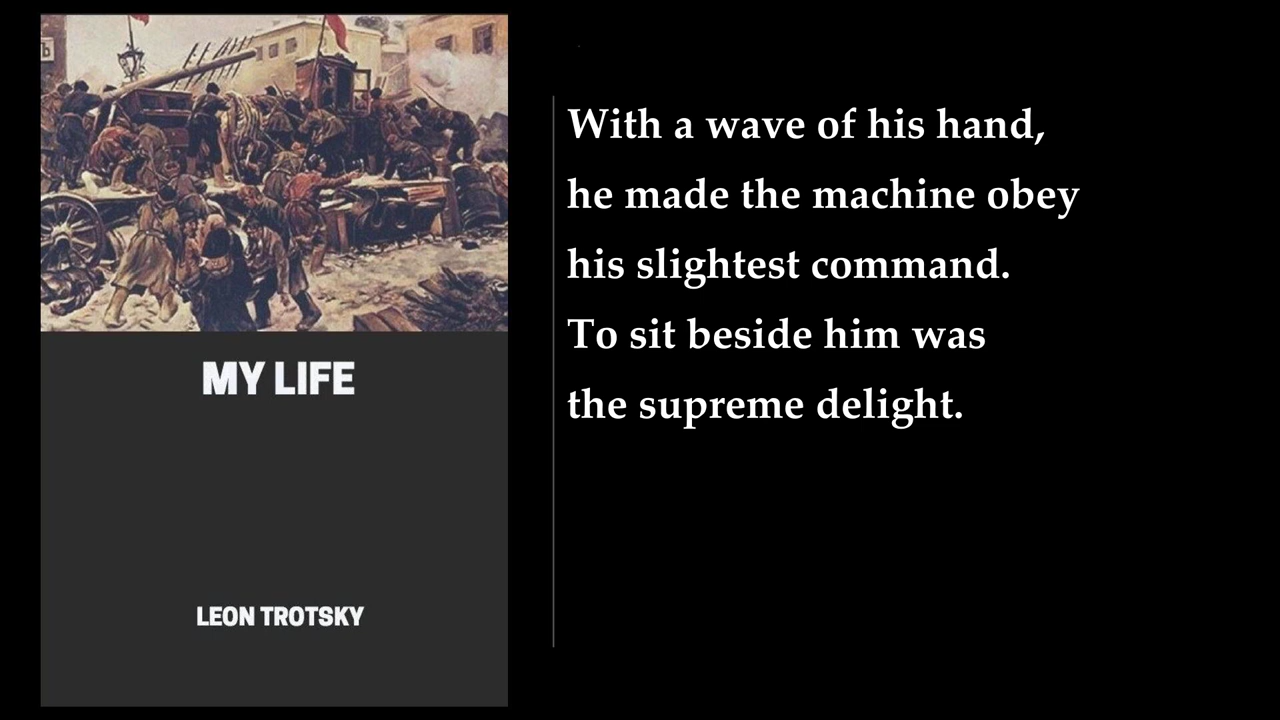 MY LIFE
LEON TROTSKY
With a wave of his hand,
he made the machine obey
his slightest command.
To sit beside him was
the supreme delight.